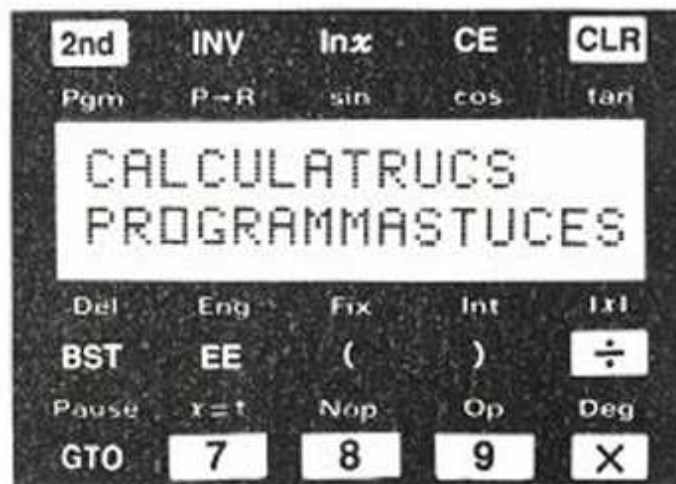 2nd INV lnx CE CLR
Pgm P→R sin cos tan
CALCULATRUCS
PROGRAMMASTUCES
Del Eng Fix Int |x|
BST EE ( ) ÷
Pause x=t Nop Op Deg
GTO 7 8 9 ×